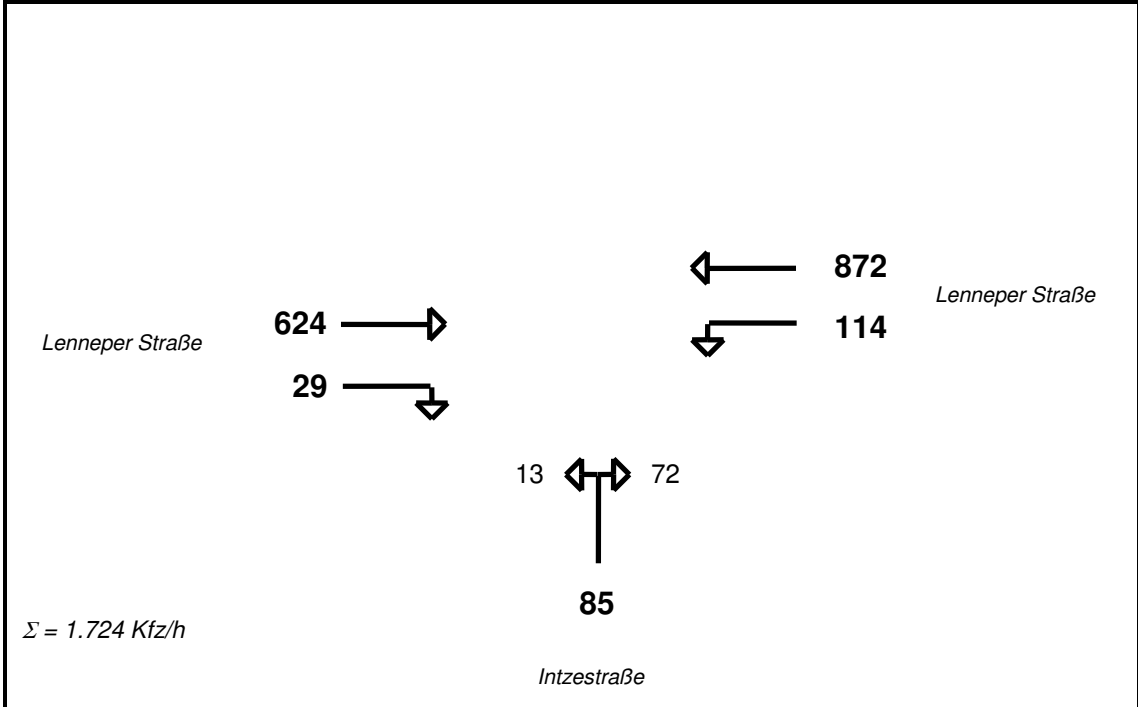 872
Lenneper Straße
624
114
Lenneper Straße
29
13
72
85
Σ = 1.724 Kfz/h
Intzestraße